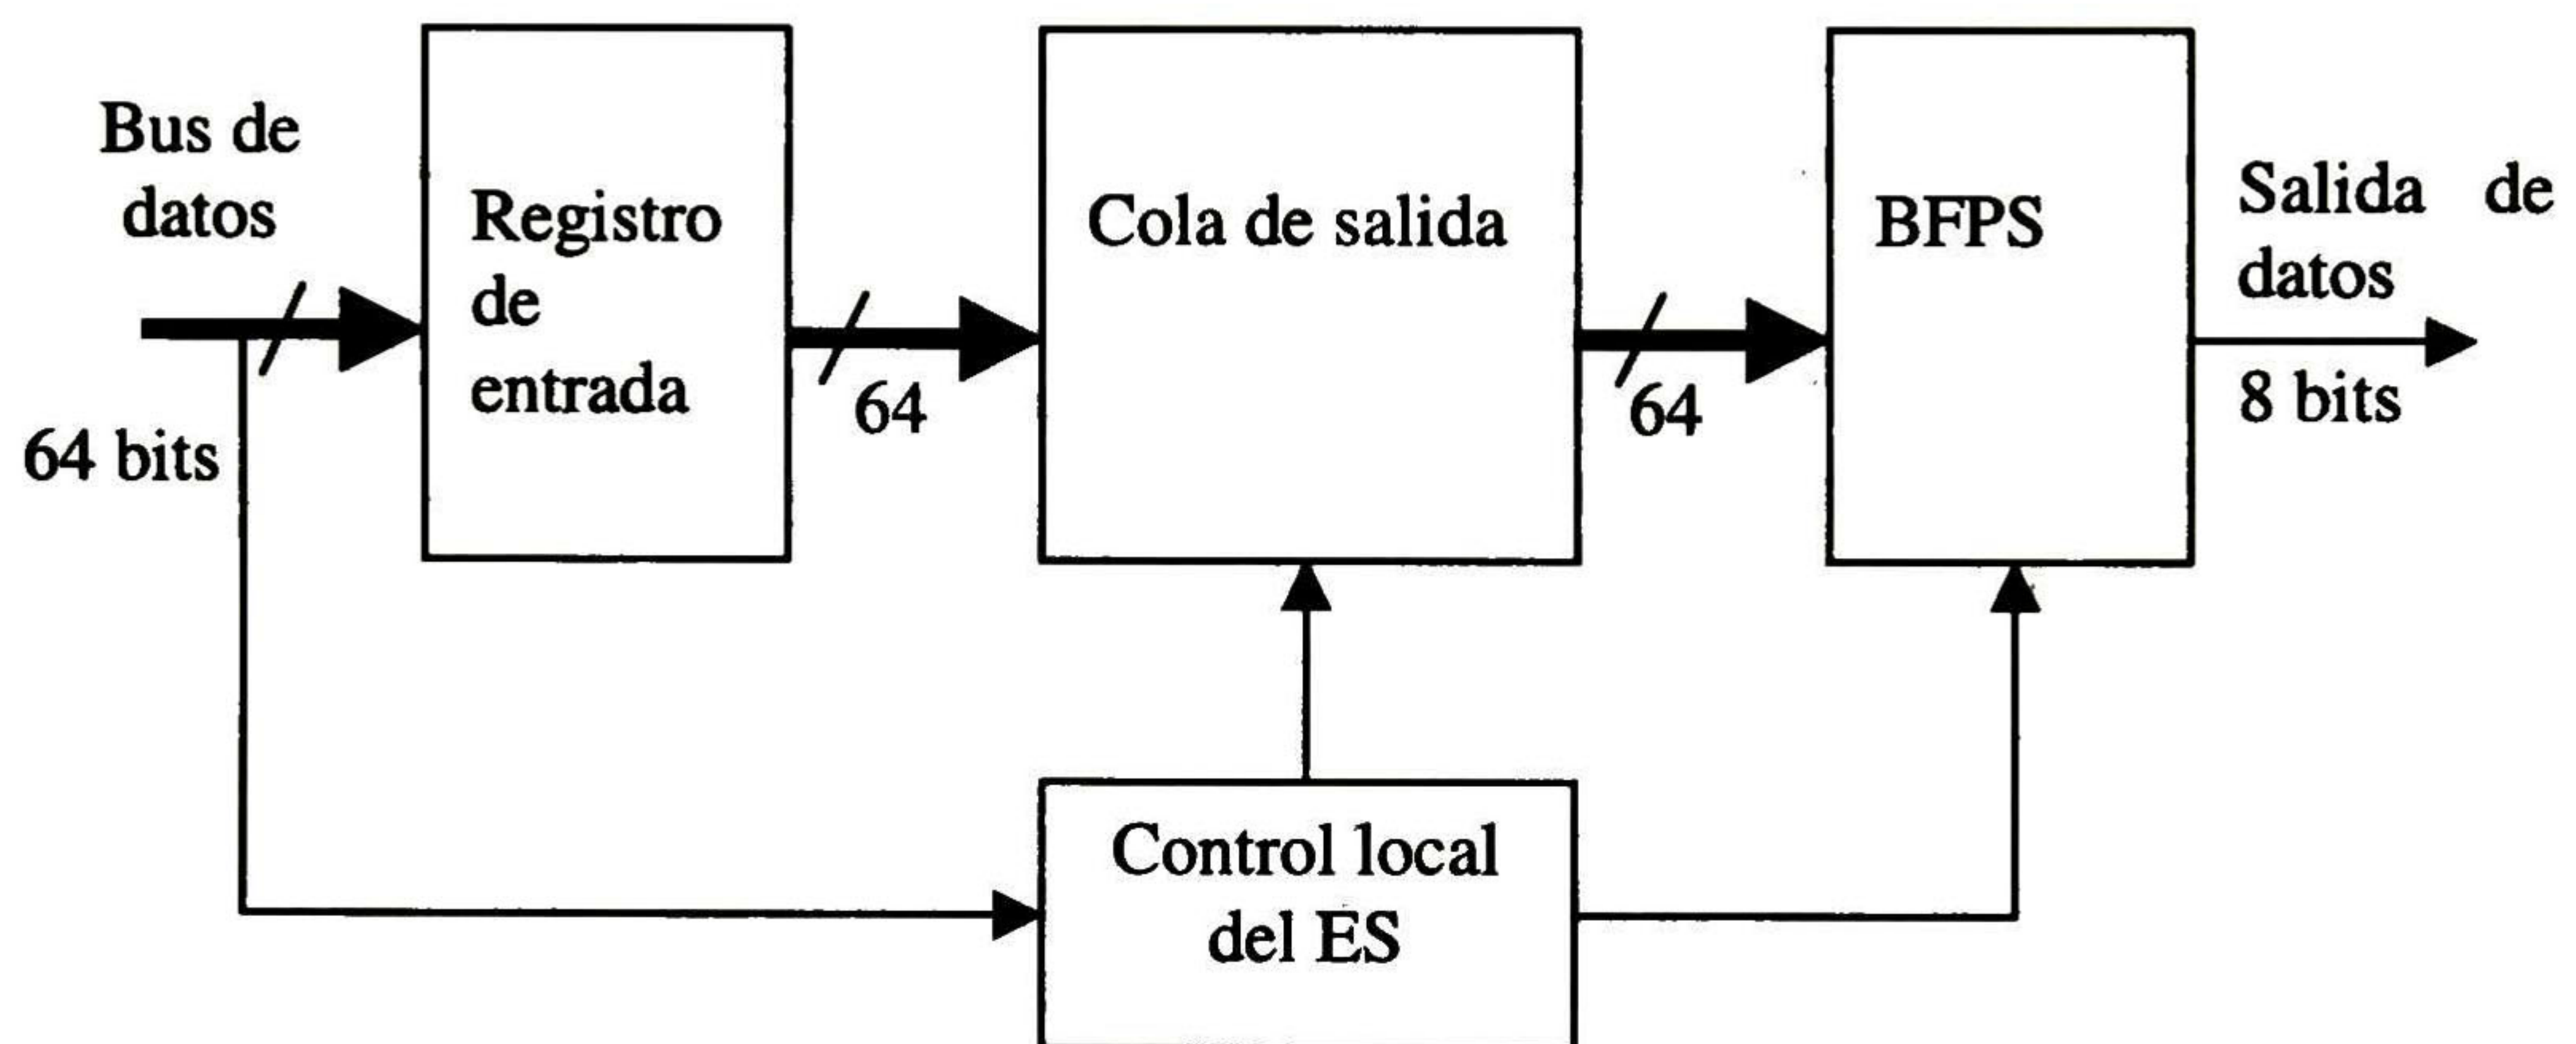 Bus de
datos
64 bits
Registro
de
entrada
64
Cola de salida
64
BFPS
Salida de
datos
8 bits
Control local
del ES